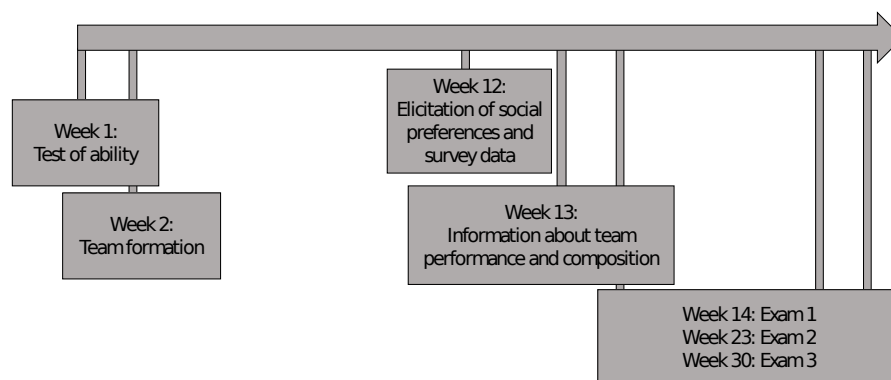 Week 1:
Test of ability
Week 2:
Team formation
Week 12:
Elicitation of social
preferences and
survey data
Week 13:
Information about team
performance and composition
Week 14: Exam 1
Week 23: Exam 2
Week 30: Exam 3